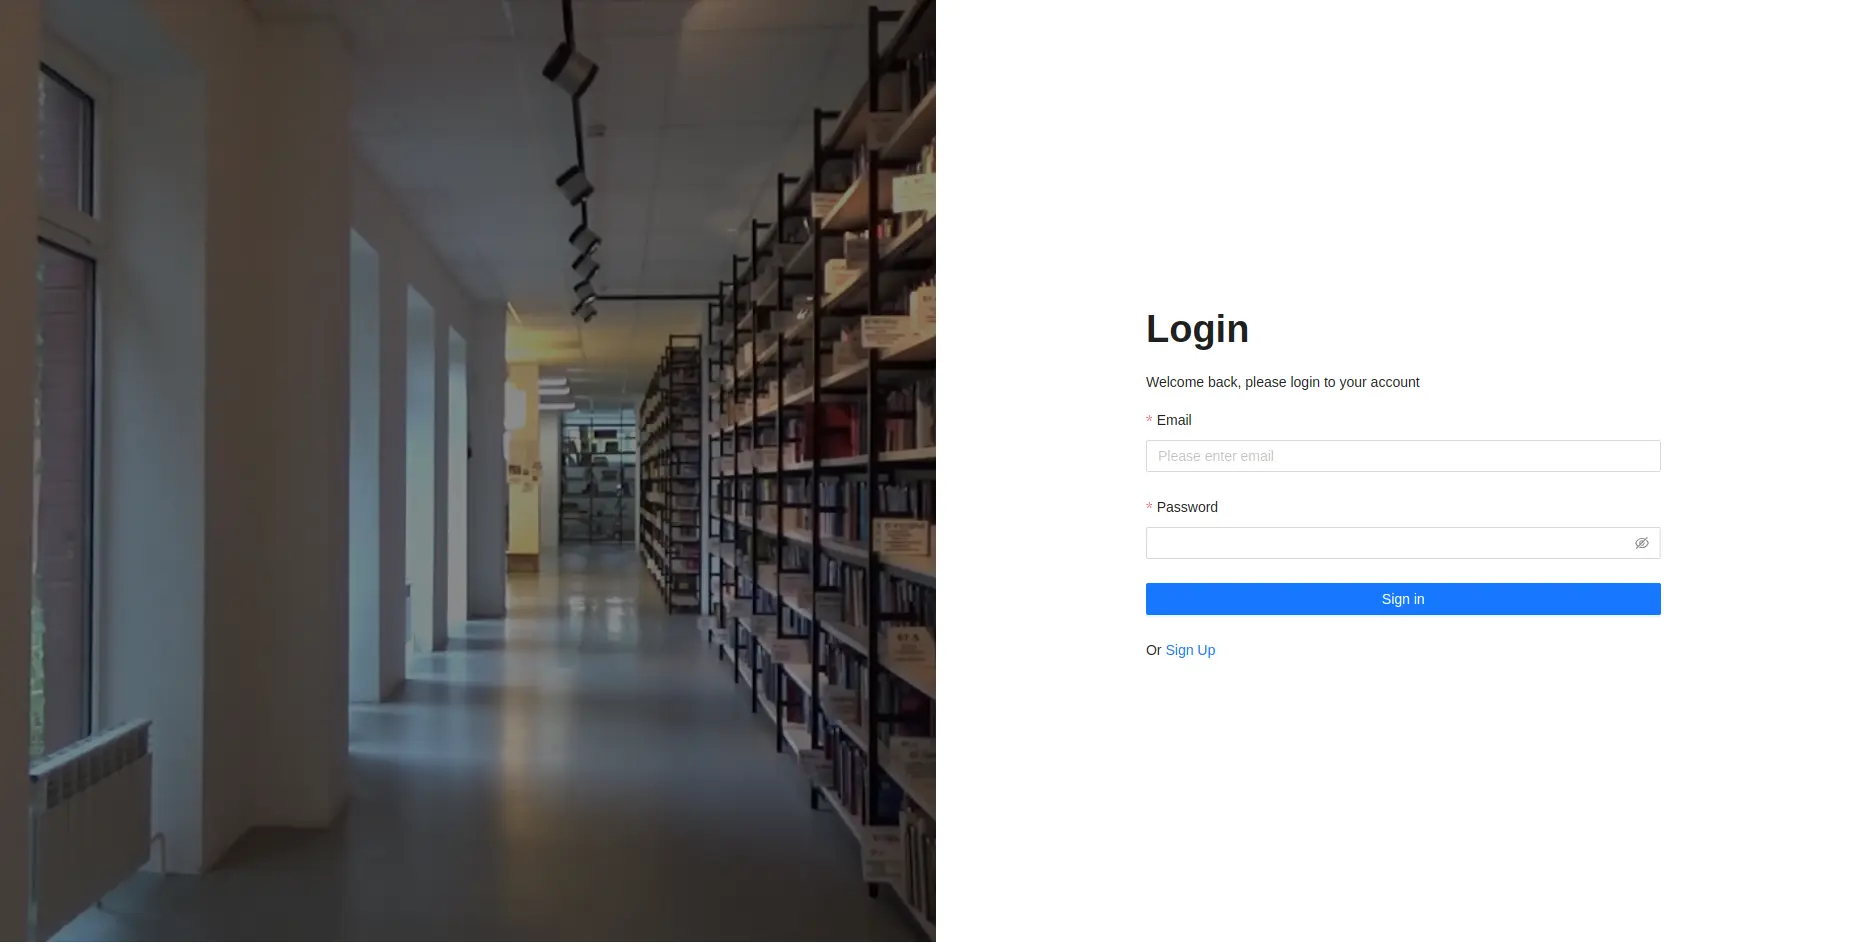 Login
Welcome back, please login to your account
* Email
Please enter email
* Password
Sign in
Or Sign Up